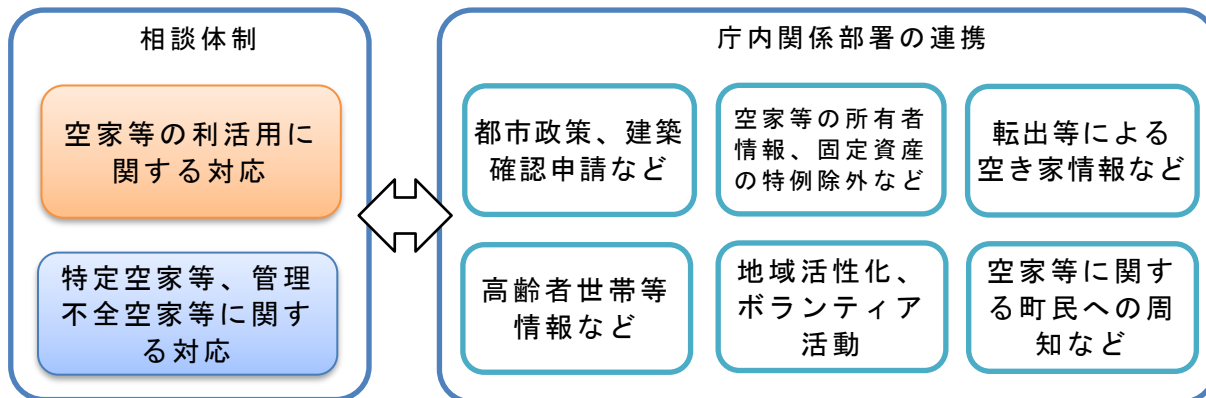 相談体制
空家等の利活用に
関する対応
特定空家等、管理
不全空家等に関す
る対応
庁内関係部署の連携
都市政策、建築
確認申請など
空家等の所有者
情報、固定資産
の特例除外など
転出等による
空き家情報など
高齢者世帯等
情報など
地域活性化、
ボランティア
活動
空家等に関す
る町民への周
知など